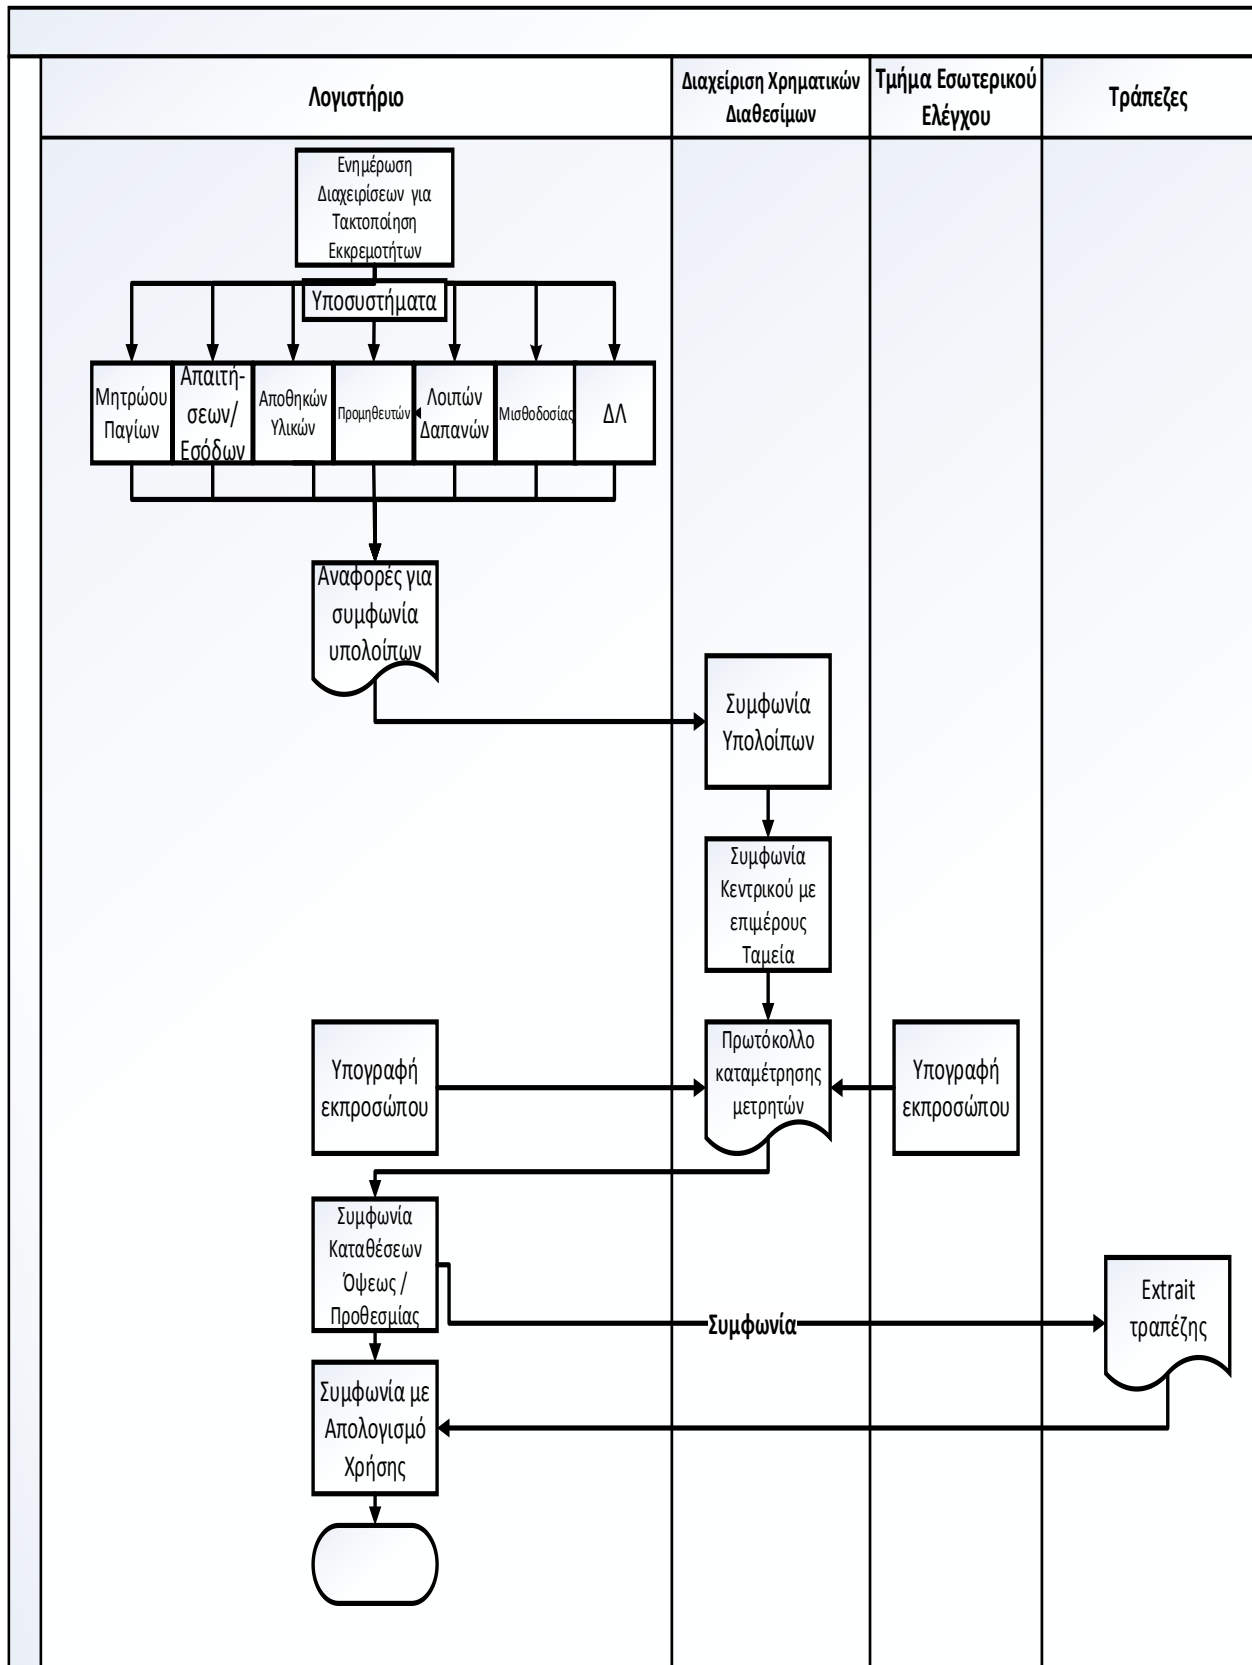 Λογιστήριο
Διαχείριση Χρηματικών
Διαθεσίμων
Τμήμα Εσωτερικού
Ελέγχου
Τράπεζες
Ενημέρωση
Διαχειρίσεων για
Τακτοποίηση
Εκκρεμοτήτων
Υποσυστήματα
Μητρώου
Παγίων
Απαιτή-
σεων/
Εσόδων
Αποθηκών
Υλικών
Προμηθευτών
Λοιπών
Δαπανών
Μισθοδοσίας
ΔΛ
Αναφορές για
συμφωνία
υπολοίπων
Συμφωνία
Υπολοίπων
Συμφωνία
Κεντρικού με
επιμέρους
Ταμεία
Υπογραφή
εκπροσώπου
Πρωτόκολλο
καταμέτρησης
μετρητών
Υπογραφή
εκπροσώπου
Συμφωνία
Καταθέσεων
Όψεως /
Προθεσμίας
Συμφωνία
Extrait
τραπέζης
Συμφωνία με
Απολογισμό
Χρήσης